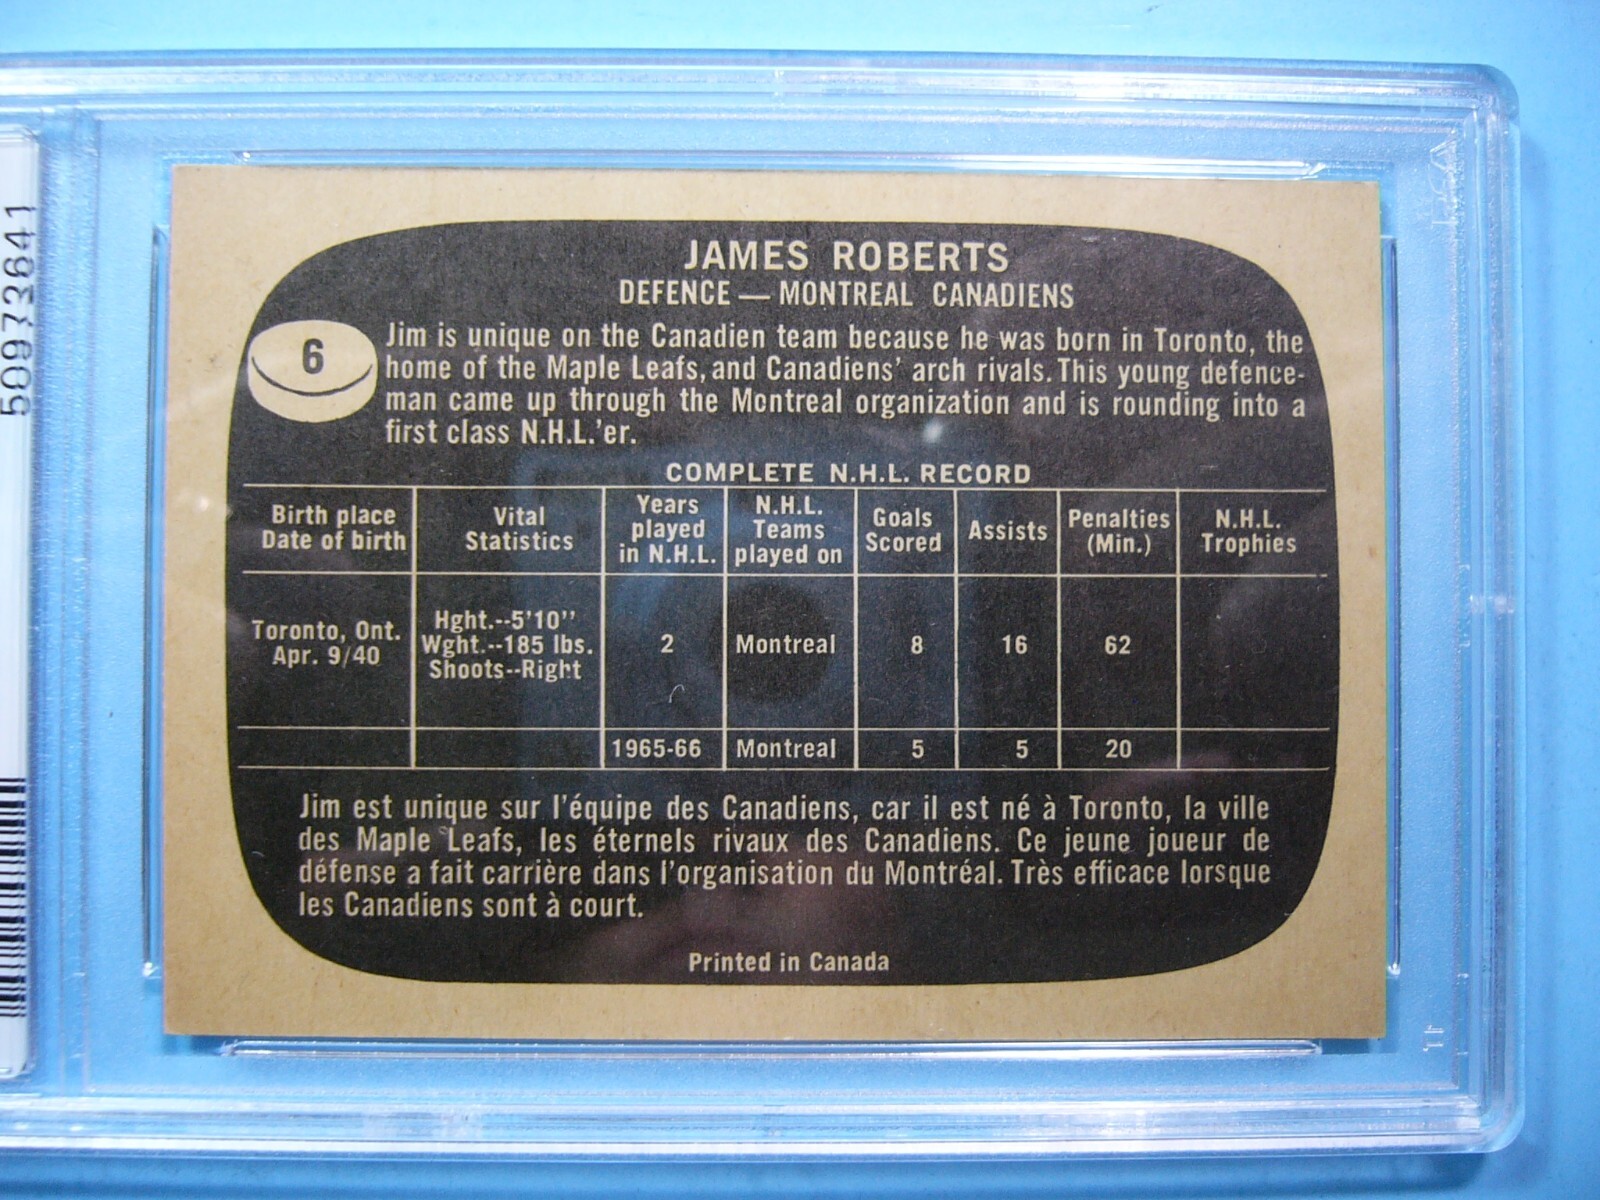 JAMES ROBERTS
DEFENCE — MONTREAL CANADIENS
6
Jim is unique on the Canadien team because he was born in Toronto, the
home of the Maple Leafs, and Canadiens' arch rivals. This young defence-
man came up through the Montreal organization and is rounding into a
first class N.H.L.'er.
COMPLETE N.H.L. RECORD
Birth place Date of birth | Vital Statistics | Years played in N.H.L. | N.H.L. Teams played on | Goals Scored | Assists | Penalties (Min.) | N.H.L. Trophies
Toronto, Ont. Apr. 9/40 | Hght.--5'10'' Wght.--185 lbs. Shoots--Right | 2 | Montreal | 8 | 16 | 62
1965-66 | Montreal | 5 | 5 | 20
Jim est unique sur l'équipe des Canadiens, car il est né à Toronto, la ville
des Maple Leafs, les éternels rivaux des Canadiens. Ce jeune joueur de
défense a fait carrière dans l'organisation du Montréal. Très efficace lorsque
les Canadiens sont à court.
Printed in Canada
50973641